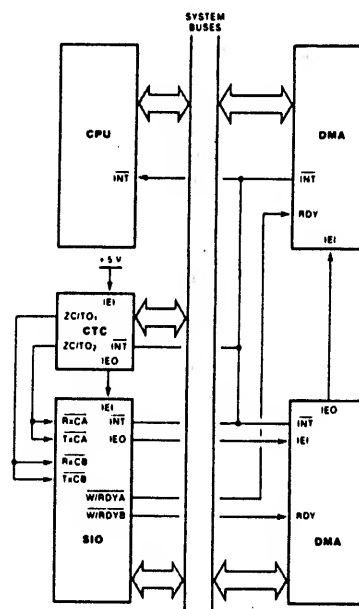 SYSTEM
BUSES
CPU
DMA
INT
INT
RDY
IEI
+5 V
IEI
ZC/TO1
CTC
ZC/TO2
INT
IEO
IEI
IEO
RxCA
INT
INT
TxCA
IEO
IEI
RxCB
TxCB
W/RDYA
W/RDYB
RDY
SIO
DMA